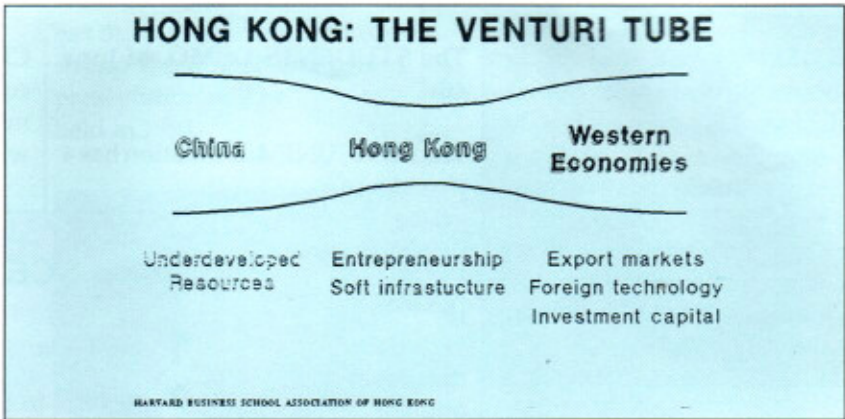 HONG KONG: THE VENTURI TUBE
China
Hong Kong
Western
Economies
Underdeveloped
Resources
Entrepreneurship
Soft infrastucture
Export markets
Foreign technology
Investment capital
HARVARD BUSINESS SCHOOL ASSOCIATION OF HONG KONG